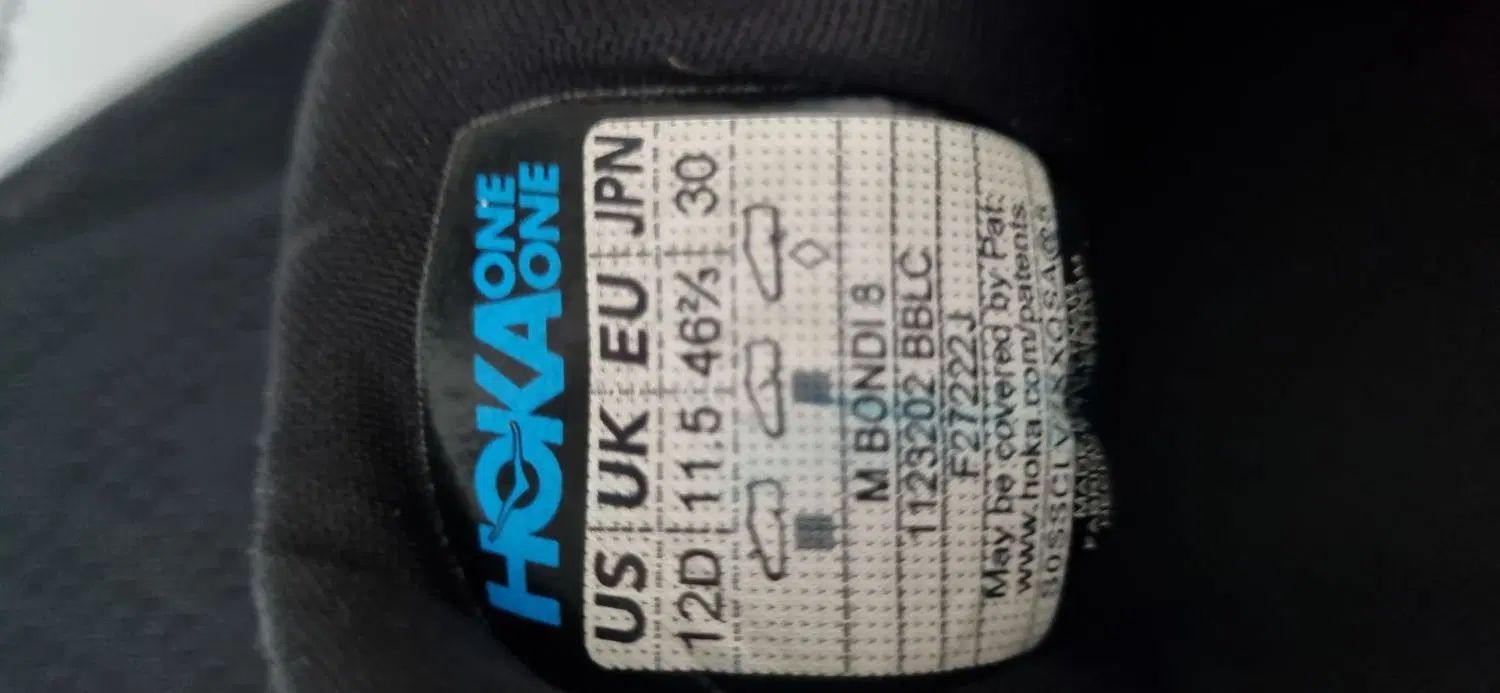 HOKA ONE ONE
US UK EU JPN
12D 11.5 46⅔ 30
M BONDI 8
1123202 BBLC
F27222J
May be covered by Pat:
www.hoka.com/patents